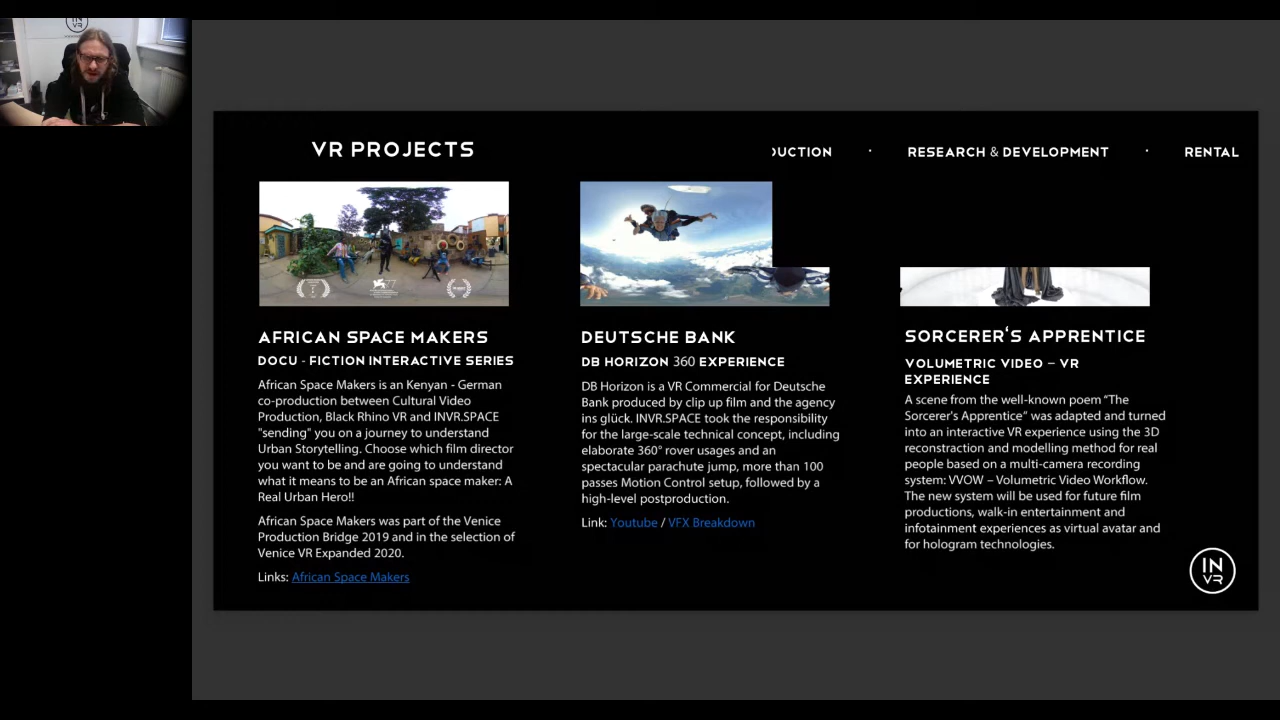 VR PROJECTS
DUCTION · RESEARCH & DEVELOPMENT · RENTAL
AFRICAN SPACE MAKERS
DOCU - FICTION INTERACTIVE SERIES
African Space Makers is an Kenyan - German
co-production between Cultural Video
Production, Black Rhino VR and INVR.SPACE
"sending" you on a journey to understand
Urban Storytelling. Choose which film director
you want to be and are going to understand
what it means to be an African space maker: A
Real Urban Hero!!
African Space Makers was part of the Venice
Production Bridge 2019 and in the selection of
Venice VR Expanded 2020.
Links: African Space Makers
DEUTSCHE BANK
DB HORIZON 360 EXPERIENCE
DB Horizon is a VR Commercial for Deutsche
Bank produced by clip up film and the agency
ins glück. INVR.SPACE took the responsibility
for the large-scale technical concept, including
elaborate 360° rover usages and an
spectacular parachute jump, more than 100
passes Motion Control setup, followed by a
high-level postproduction.
Link: Youtube / VFX Breakdown
SORCERER‘S APPRENTICE
VOLUMETRIC VIDEO – VR
EXPERIENCE
A scene from the well-known poem “The
Sorcerer's Apprentice” was adapted and turned
into an interactive VR experience using the 3D
reconstraction and modelling method for real
people based on a multi-camera recording
system: VVOW – Volumetric Video Workflow.
The new system will be used for future film
productions, walk-in entertainment and
infotainment experiences as virtual avatar and
for hologram technologies.
IN
VR